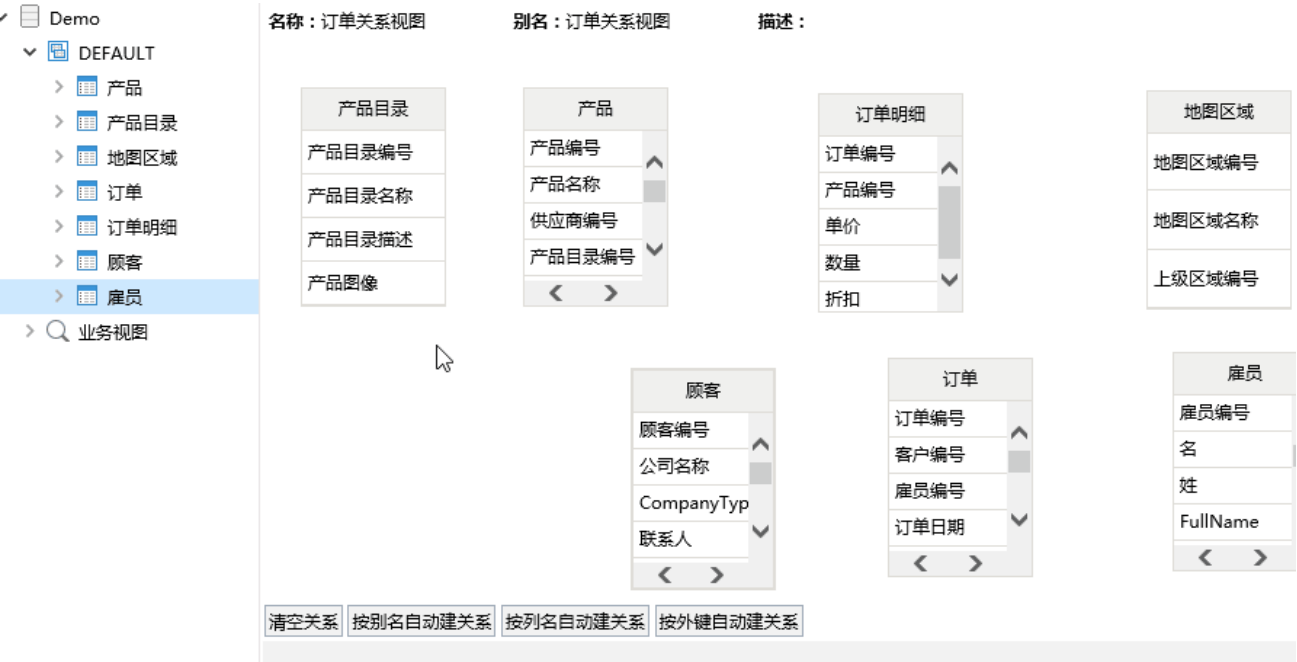 Demo
DEFAULT
产品
产品目录
地图区域
订单
订单明细
顾客
雇员
业务视图
名称：订单关系视图 别名：订单关系视图 描述：
产品目录
产品目录编号
产品目录名称
产品目录描述
产品图像
产品
产品编号
产品名称
供应商编号
产品目录编号
订单明细
订单编号
产品编号
单价
数量
折扣
地图区域
地图区域编号
地图区域名称
上级区域编号
顾客
顾客编号
公司名称
CompanyTyp
联系人
订单
订单编号
客户编号
雇员编号
订单日期
雇员
雇员编号
名
姓
FullName
清空关系 按别名自动建关系 按列名自动建关系 按外键自动建关系